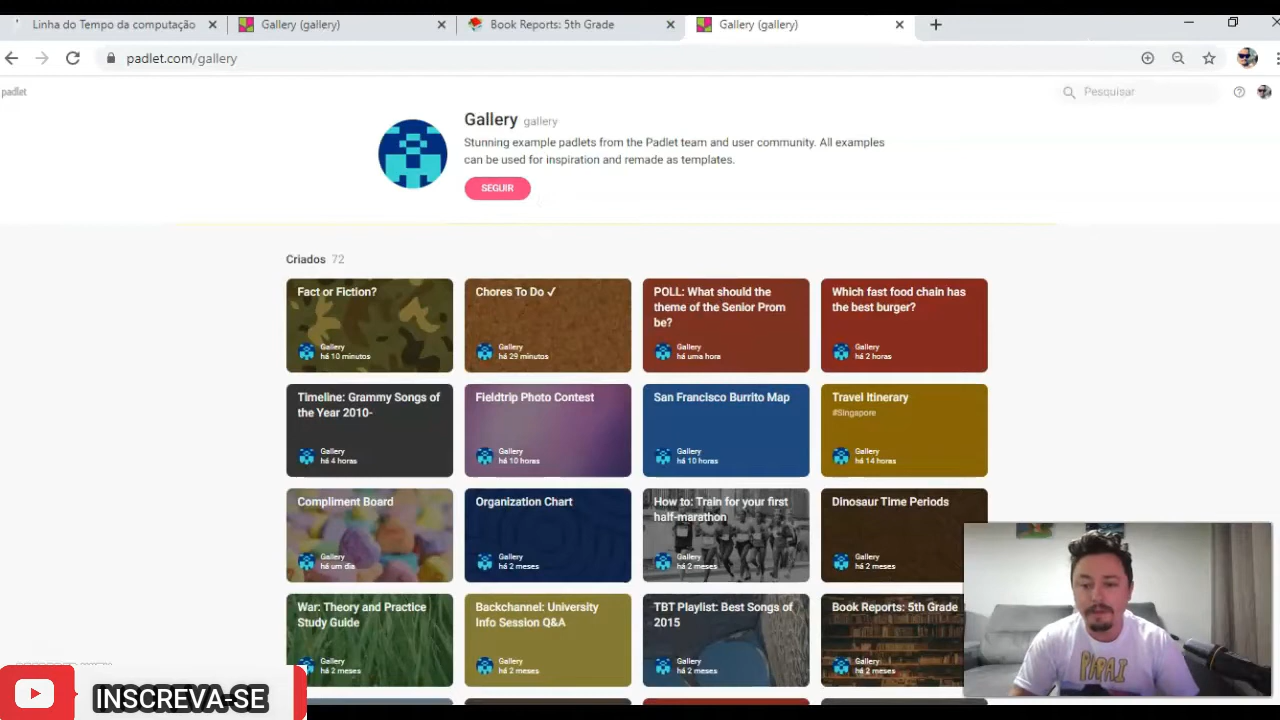 Linha do Tempo da computação
Gallery (gallery)
Book Reports: 5th Grade
Gallery (gallery)
padlet.com/gallery
padlet
Pesquisar
Gallery gallery
Stunning example padlets from the Padlet team and user community. All examples
can be used for inspiration and remade as templates.
SEGUIR
Criados 72
Fact or Fiction?
Gallery
há 10 minutos
Chores To Do ✓
Gallery
há 29 minutos
POLL: What should the
theme of the Senior Prom
be?
Gallery
há uma hora
Which fast food chain has
the best burger?
Gallery
há 2 horas
Timeline: Grammy Songs of
the Year 2010-
Gallery
há 4 horas
Fieldtrip Photo Contest
Gallery
há 10 horas
San Francisco Burrito Map
Gallery
há 10 horas
Travel Itinerary
#Singapore
Gallery
há 14 horas
Compliment Board
Gallery
há um dia
Organization Chart
Gallery
há 2 meses
How to: Train for your first
half-marathon
Gallery
há 2 meses
Dinosaur Time Periods
Gallery
há 2 meses
War: Theory and Practice
Study Guide
Gallery
há 2 meses
Backchannel: University
Info Session Q&A
Gallery
há 2 meses
TBT Playlist: Best Songs of
2015
Gallery
há 2 meses
Book Reports: 5th Grade
Gallery
há 2 meses
PAPAI
INSCREVA-SE